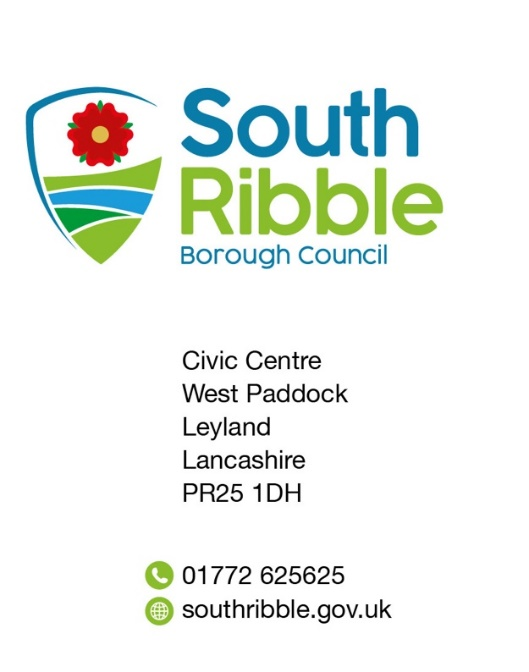 South
Ribble
Borough Council
Civic Centre
West Paddock
Leyland
Lancashire
PR25 1DH
01772 625625
southribble.gov.uk